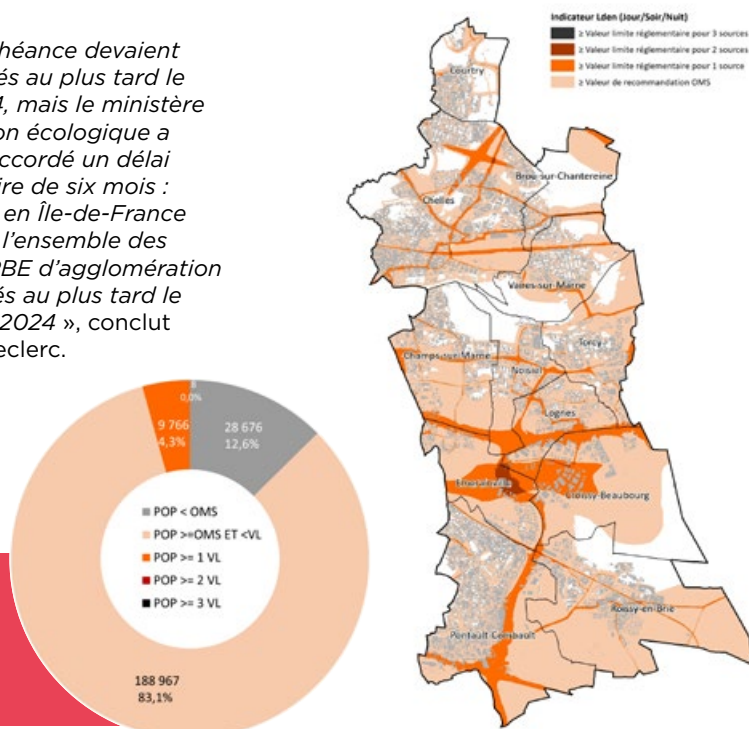 héance devaient
és au plus tard le
4, mais le ministère
on écologique a
ccordé un délai
ire de six mois :
en Île-de-France
l'ensemble des
RBE d'agglomération
és au plus tard le
2024 », conclut
eclerc.
Indicateur Lden (Jour/Soir/Nuit)
≥ Valeur limite réglementaire pour 3 sources
≥ Valeur limite réglementaire pour 2 sources
≥ Valeur limite réglementaire pour 1 source
≥ Valeur de recommandation OMS
Courtry
Brou-sur-Chantereine
Chelles
Vaires-sur-Marne
Champs-sur-Marne
Torcy
Noisiel
Lognes
Emerainville
Croissy-Beaubourg
Roissy-en-Brie
Pontault-Combault
8
0,0%
9 766
4,3%
28 676
12,6%
POP < OMS
POP >=OMS ET <VL
POP >= 1 VL
POP >= 2 VL
POP >= 3 VL
188 967
83,1%